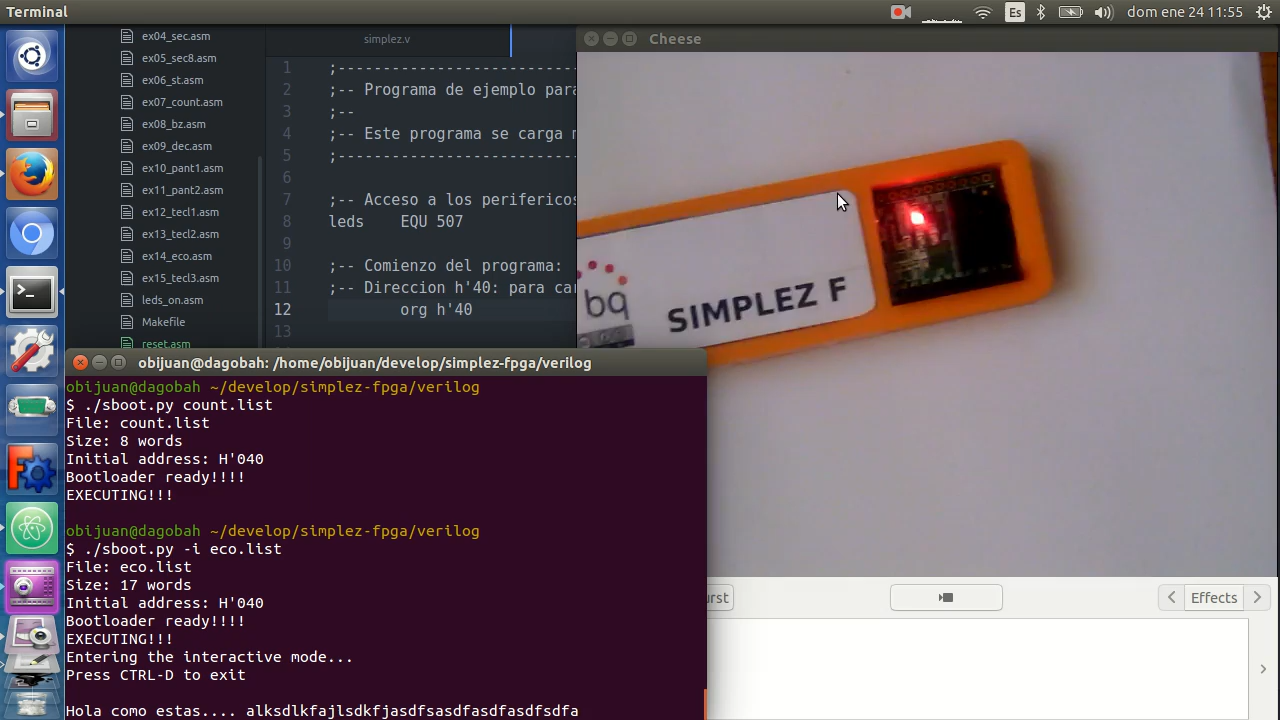 Terminal
Es
dom ene 24 11:55
ex04_sec.asm
ex05_sec8.asm
ex06_st.asm
ex07_count.asm
ex08_bz.asm
ex09_dec.asm
ex10_pant1.asm
ex11_pant2.asm
ex12_tecl1.asm
ex13_tecl2.asm
ex14_eco.asm
ex15_tecl3.asm
leds_on.asm
Makefile
reset.asm
simplez.v
1 ;---------------------------
2 ;-- Programa de ejemplo para
3 ;--
4 ;-- Este programa se carga
5 ;---------------------------
6
7 ;-- Acceso a los perifericos
8 leds    EQU 507
9
10 ;-- Comienzo del programa:
11 ;-- Direccion h'40: para
12         org h'40
13
Cheese
bq
SIMPLEZ F
Effects
obijuan@dagobah: /home/obijuan/develop/simplez-fpga/verilog
obijuan@dagobah ~/develop/simplez-fpga/verilog
$ ./sboot.py count.list
File: count.list
Size: 8 words
Initial address: H'040
Bootloader ready!!!!
EXECUTING!!!
obijuan@dagobah ~/develop/simplez-fpga/verilog
$ ./sboot.py -i eco.list
File: eco.list
Size: 17 words
Initial address: H'040
Bootloader ready!!!!
EXECUTING!!!
Entering the interactive mode...
Press CTRL-D to exit
Hola como estas.... alksdlkfajlsdkfjasdfsasdfasdfasdfsdfa